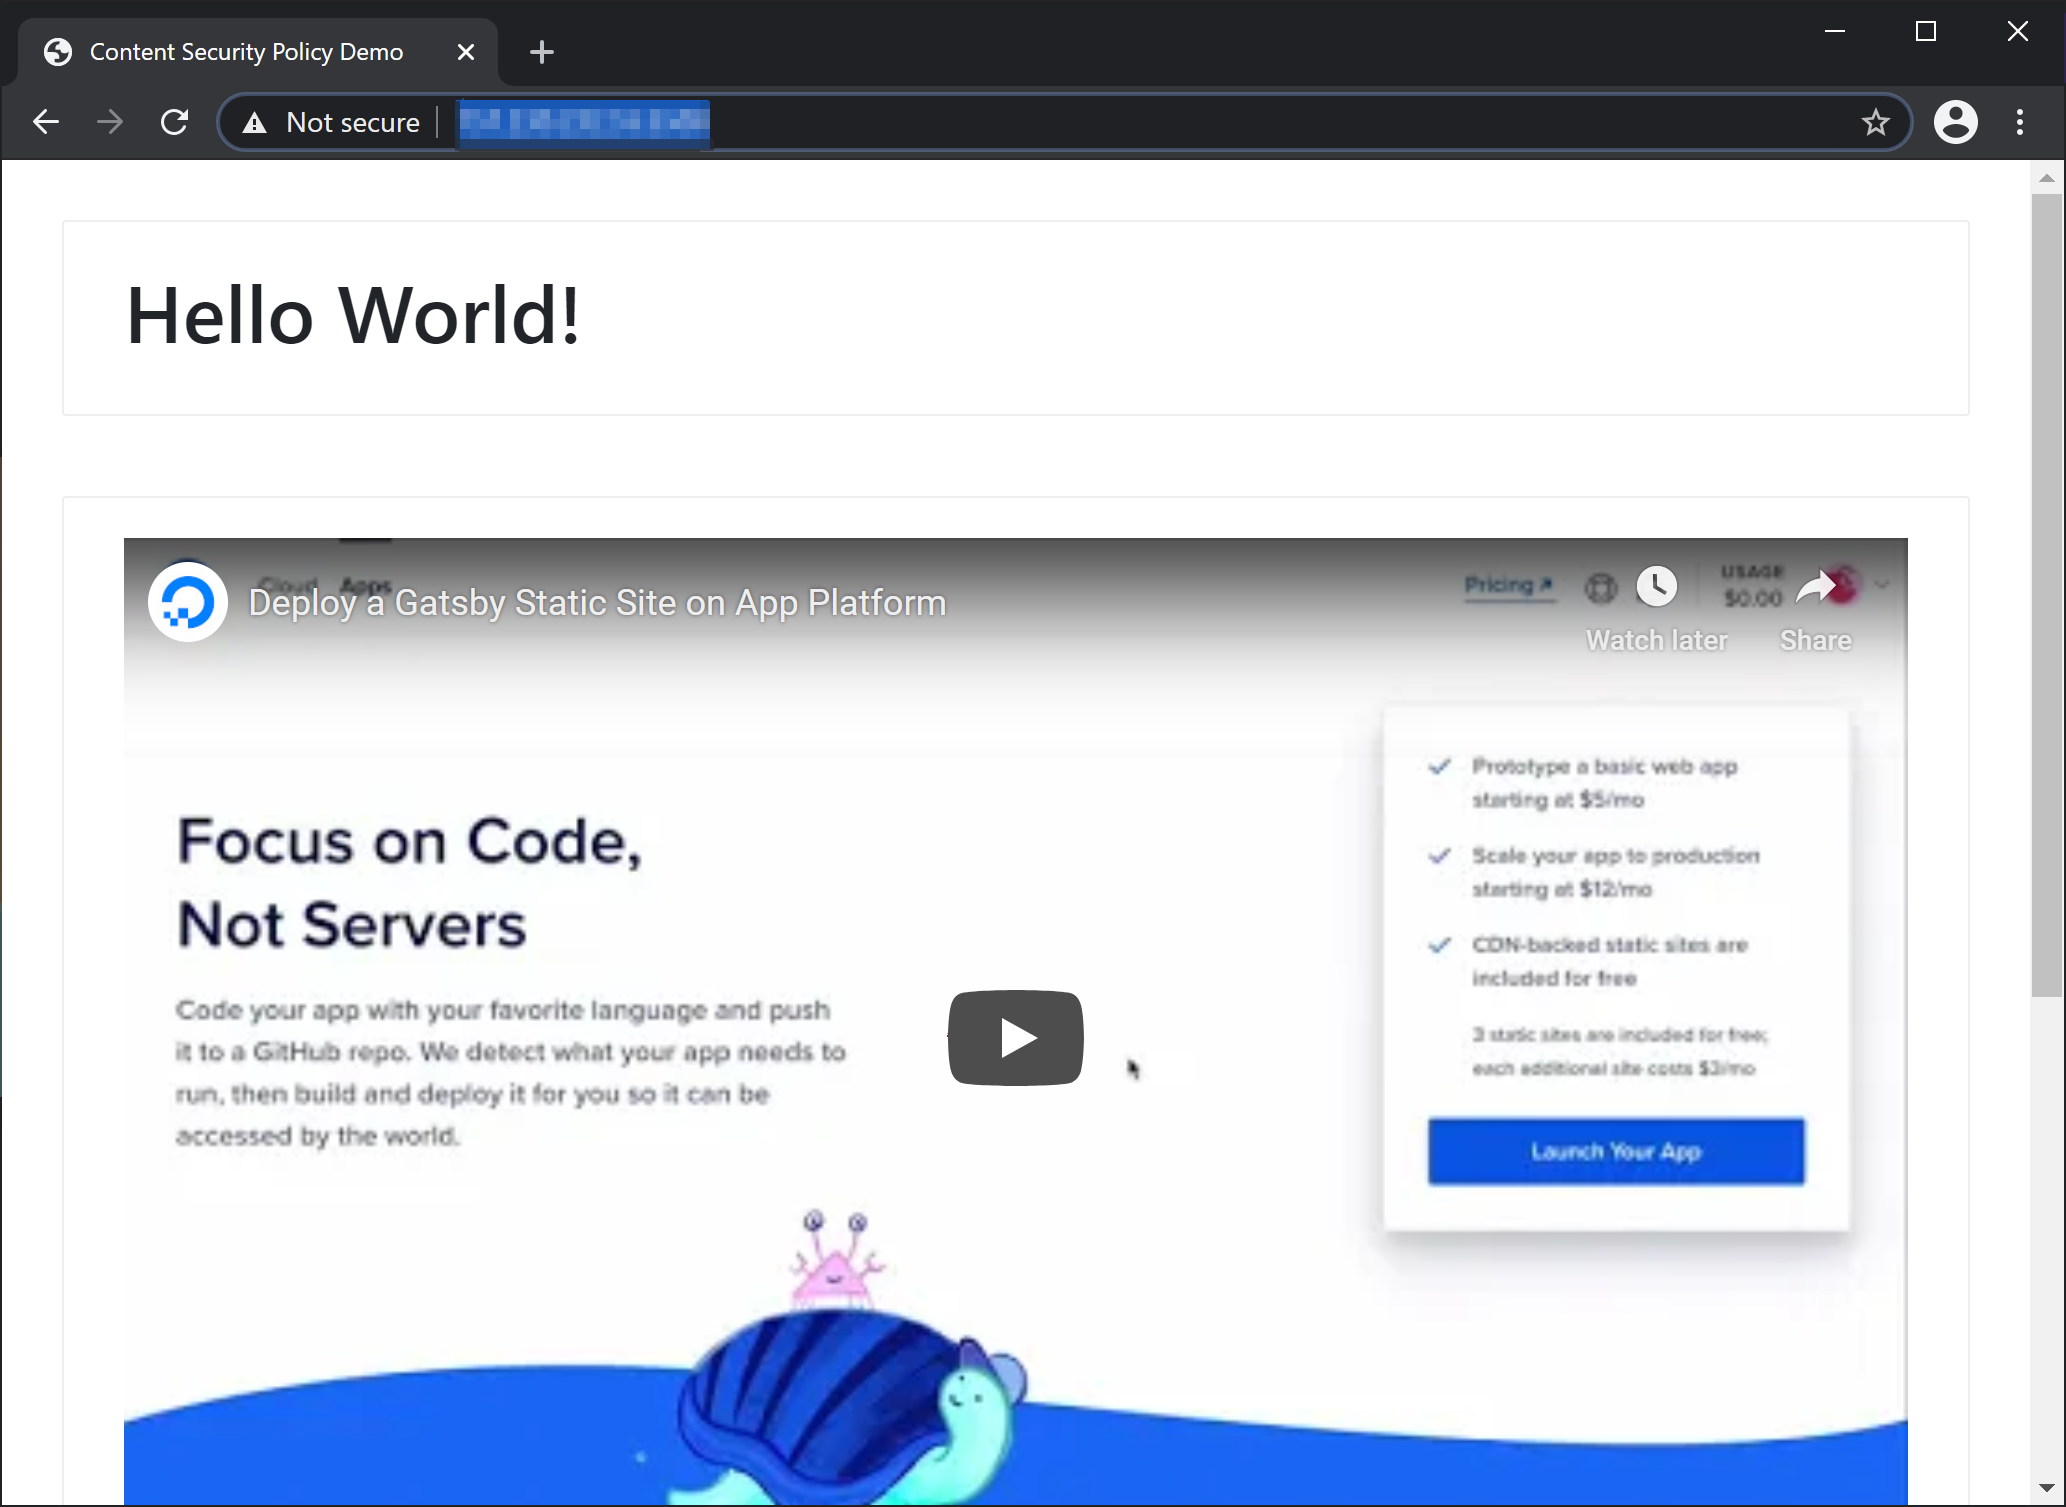 Content Security Policy Demo
Not secure
Hello World!
Cloud Apps
Deploy a Gatsby Static Site on App Platform
Pricing
USAGE
$0.00
Watch later Share
Focus on Code,
Not Servers
Code your app with your favorite language and push
it to a GitHub repo. We detect what your app needs to
run, then build and deploy it for you so it can be
accessed by the world.
Prototype a basic web app
starting at $5/mo
Scale your app to production
starting at $12/mo
CDN-backed static sites are
included for free
3 static sites are included for free;
each additional site costs $3/mo
Launch Your App